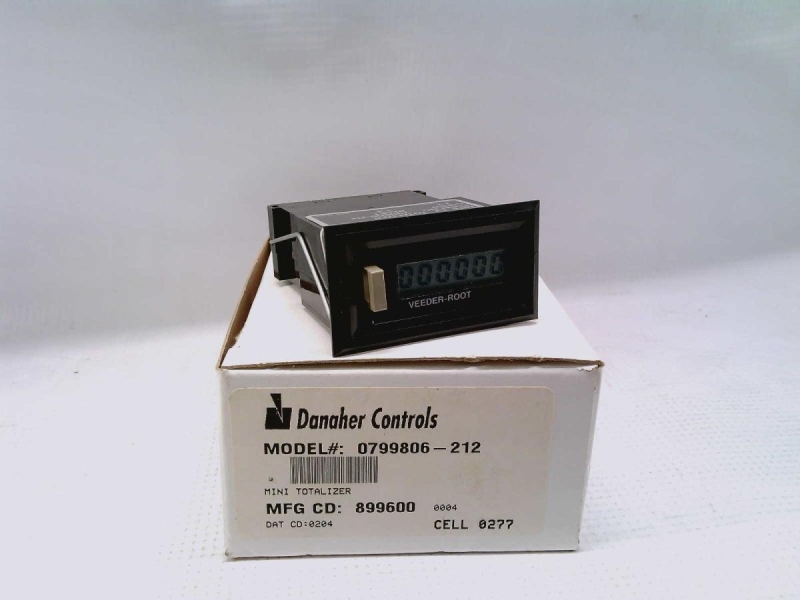 000000
VEEDER-ROOT
Danaher Controls
MODEL#: 0799806-212
MINI TOTALIZER
MFG CD: 899600 0004
DAT CD:0204 CELL 0277